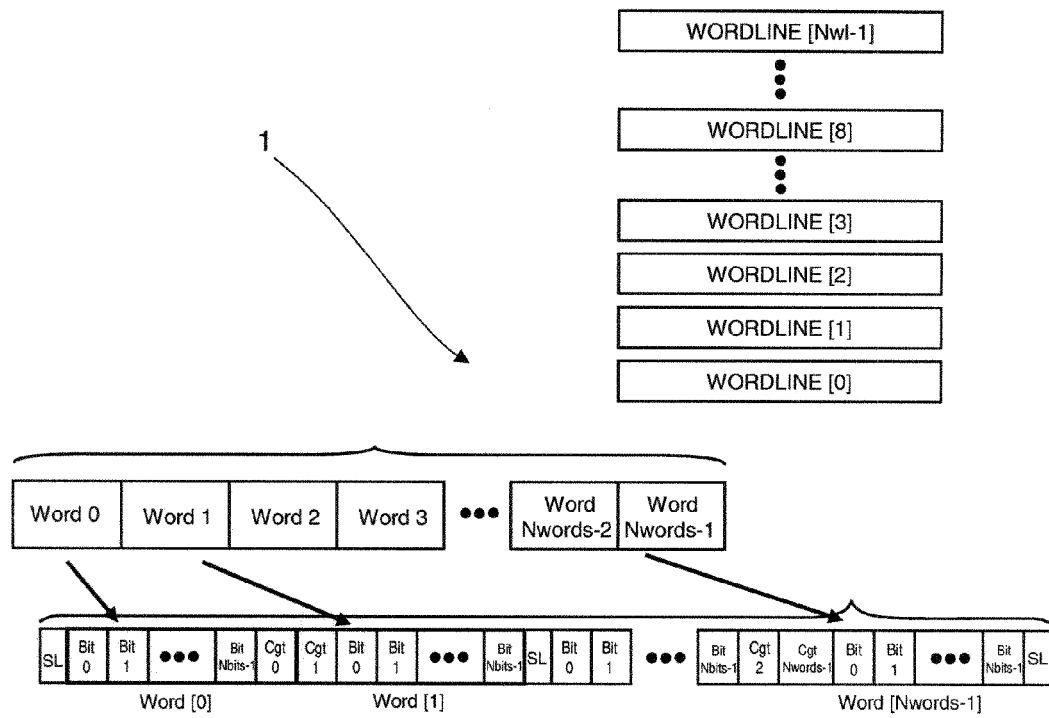 WORDLINE [Nwl-1]
WORDLINE [8]
1
WORDLINE [3]
WORDLINE [2]
WORDLINE [1]
WORDLINE [0]
Word 0 Word 1 Word 2 Word 3 Word Nwords-2 Word Nwords-1
SL Bit 0 Bit 1 Bit Nbits-1 Cgt 0 Cgt 1 Bit 0 Bit 1 Bit Nbits-1 SL Bit 0 Bit 1 Bit Nbits-1 Cgt 2 Cgt Nwords-1 Bit 0 Bit 1 Bit Nbits-1 SL
Word [0] Word [1] Word [Nwords-1]